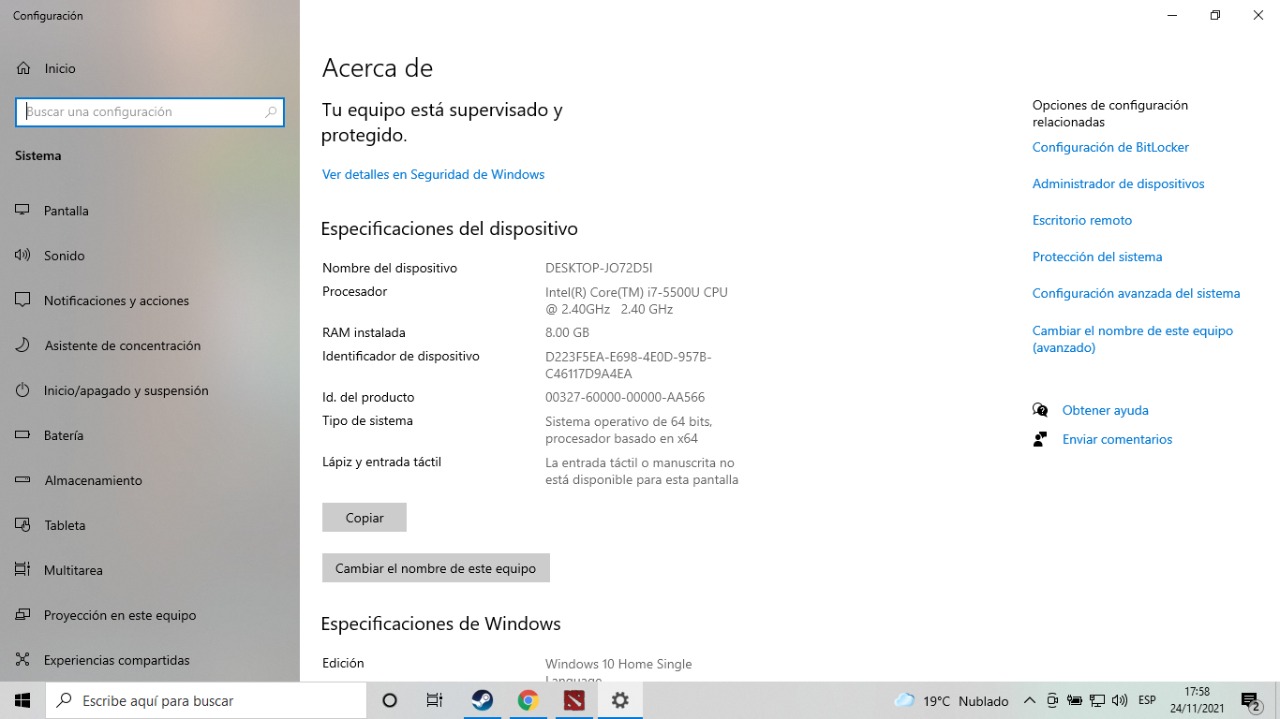 Configuración
Inicio
Buscar una configuración
Sistema
Pantalla
Sonido
Notificaciones y acciones
Asistente de concentración
Inicio/apagado y suspensión
Batería
Almacenamiento
Tableta
Multitarea
Proyección en este equipo
Experiencias compartidas
Acerca de
Tu equipo está supervisado y
protegido.
Ver detalles en Seguridad de Windows
Especificaciones del dispositivo
Nombre del dispositivo DESKTOP-JO72D5I
Procesador Intel(R) Core(TM) i7-5500U CPU
@ 2.40GHz 2.40 GHz
RAM instalada 8.00 GB
Identificador de dispositivo D223F5EA-E698-4E0D-957B-
C46117D9A4EA
Id. del producto 00327-60000-00000-AA566
Tipo de sistema Sistema operativo de 64 bits,
procesador basado en x64
Lápiz y entrada táctil La entrada táctil o manuscrita no
está disponible para esta pantalla
Copiar
Cambiar el nombre de este equipo
Especificaciones de Windows
Edición Windows 10 Home Single
Language
Opciones de configuración
relacionadas
Configuración de BitLocker
Administrador de dispositivos
Escritorio remoto
Protección del sistema
Configuración avanzada del sistema
Cambiar el nombre de este equipo
(avanzado)
Obtener ayuda
Enviar comentarios
Escribe aquí para buscar
19°C Nublado
ESP
17:58
24/11/2021
2